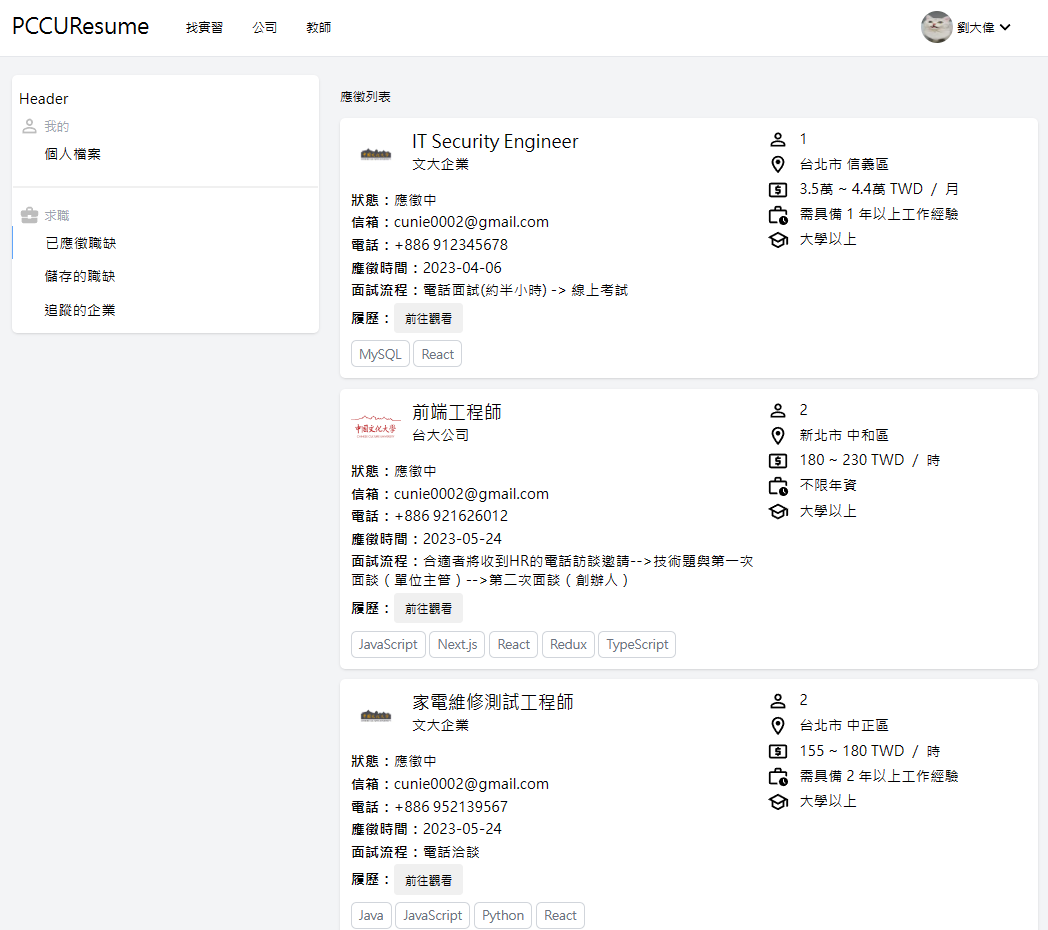 PCCUResume 找實習 公司 教師 劉大偉
Header
我的
個人檔案
求職
已應徵職缺
儲存的職缺
追蹤的企業
應徵列表
IT Security Engineer
文大企業
狀態：應徵中
信箱：cunie0002@gmail.com
電話：+886 912345678
應徵時間：2023-04-06
面試流程：電話面試(約半小時) -> 線上考試
履歷： 前往觀看
MySQL React
1
台北市 信義區
3.5萬 ~ 4.4萬 TWD / 月
需具備 1 年以上工作經驗
大學以上
中國文化大學
前端工程師
台大公司
狀態：應徵中
信箱：cunie0002@gmail.com
電話：+886 921626012
應徵時間：2023-05-24
面試流程：合適者將收到HR的電話訪談邀請-->技術題與第一次
面談（單位主管）-->第二次面談（創辦人）
履歷： 前往觀看
JavaScript Next.js React Redux TypeScript
2
新北市 中和區
180 ~ 230 TWD / 時
不限年資
大學以上
家電維修測試工程師
文大企業
狀態：應徵中
信箱：cunie0002@gmail.com
電話：+886 952139567
應徵時間：2023-05-24
面試流程：電話洽談
履歷： 前往觀看
Java JavaScript Python React
2
台北市 中正區
155 ~ 180 TWD / 時
需具備 2 年以上工作經驗
大學以上